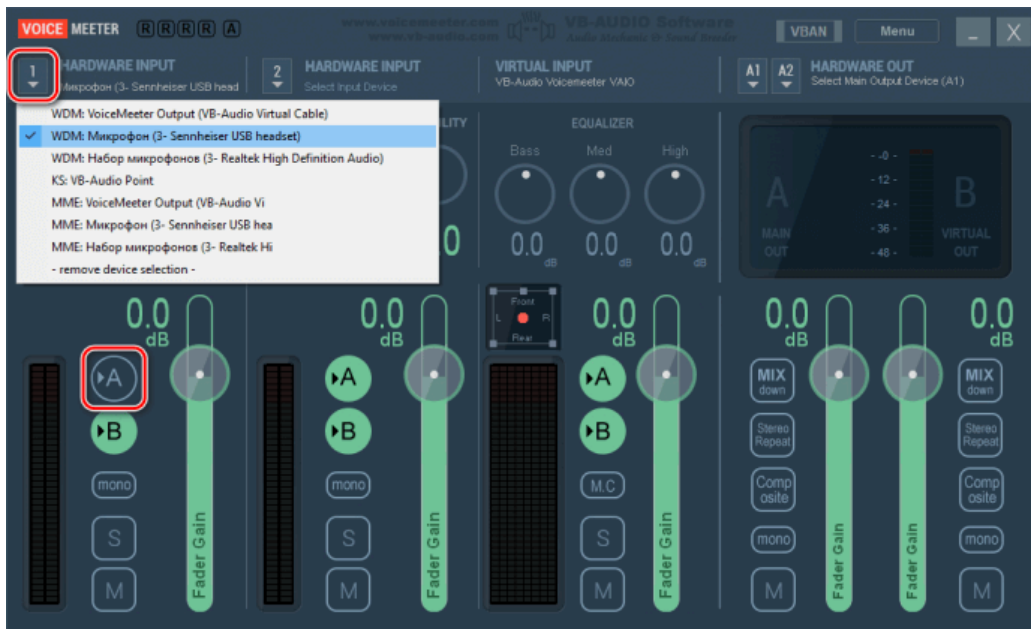 VOICE MEETER R R R R A
www.voicemeeter.com
www.vb-audio.com
VB-AUDIO Software
Audio Mechanic & Sound Breeder
VBAN
Menu
1 HARDWARE INPUT
Микрофон (3- Sennheiser USB head
2 HARDWARE INPUT
Select Input Device
VIRTUAL INPUT
VB-Audio Voicemeeter VAIO
A1 A2 HARDWARE OUT
Select Main Output Device (A1)
WDM: VoiceMeeter Output (VB-Audio Virtual Cable)
WDM: Микрофон (3- Sennheiser USB headset)
WDM: Набор микрофонов (3- Realtek High Definition Audio)
KS: VB-Audio Point
MME: VoiceMeeter Output (VB-Audio Vi
MME: Микрофон (3- Sennheiser USB hea
MME: Набор микрофонов (3- Realtek Hi
- remove device selection -
LITY
0
EQUALIZER
Bass Med High
0.0 0.0 0.0
dB dB dB
A
MAIN
OUT
-0-
-12-
-24-
-36-
-48-
B
VIRTUAL
OUT
0.0
dB
A
B
mono
S
M
Fader Gain
0.0
dB
A
B
mono
S
M
Fader Gain
Front
L R
Rear
0.0
dB
A
B
M.C
S
M
Fader Gain
0.0
dB
MIX
down
Stereo
Repeat
Comp
osite
mono
M
Fader Gain
Fader Gain
0.0
dB
MIX
down
Stereo
Repeat
Comp
osite
mono
M